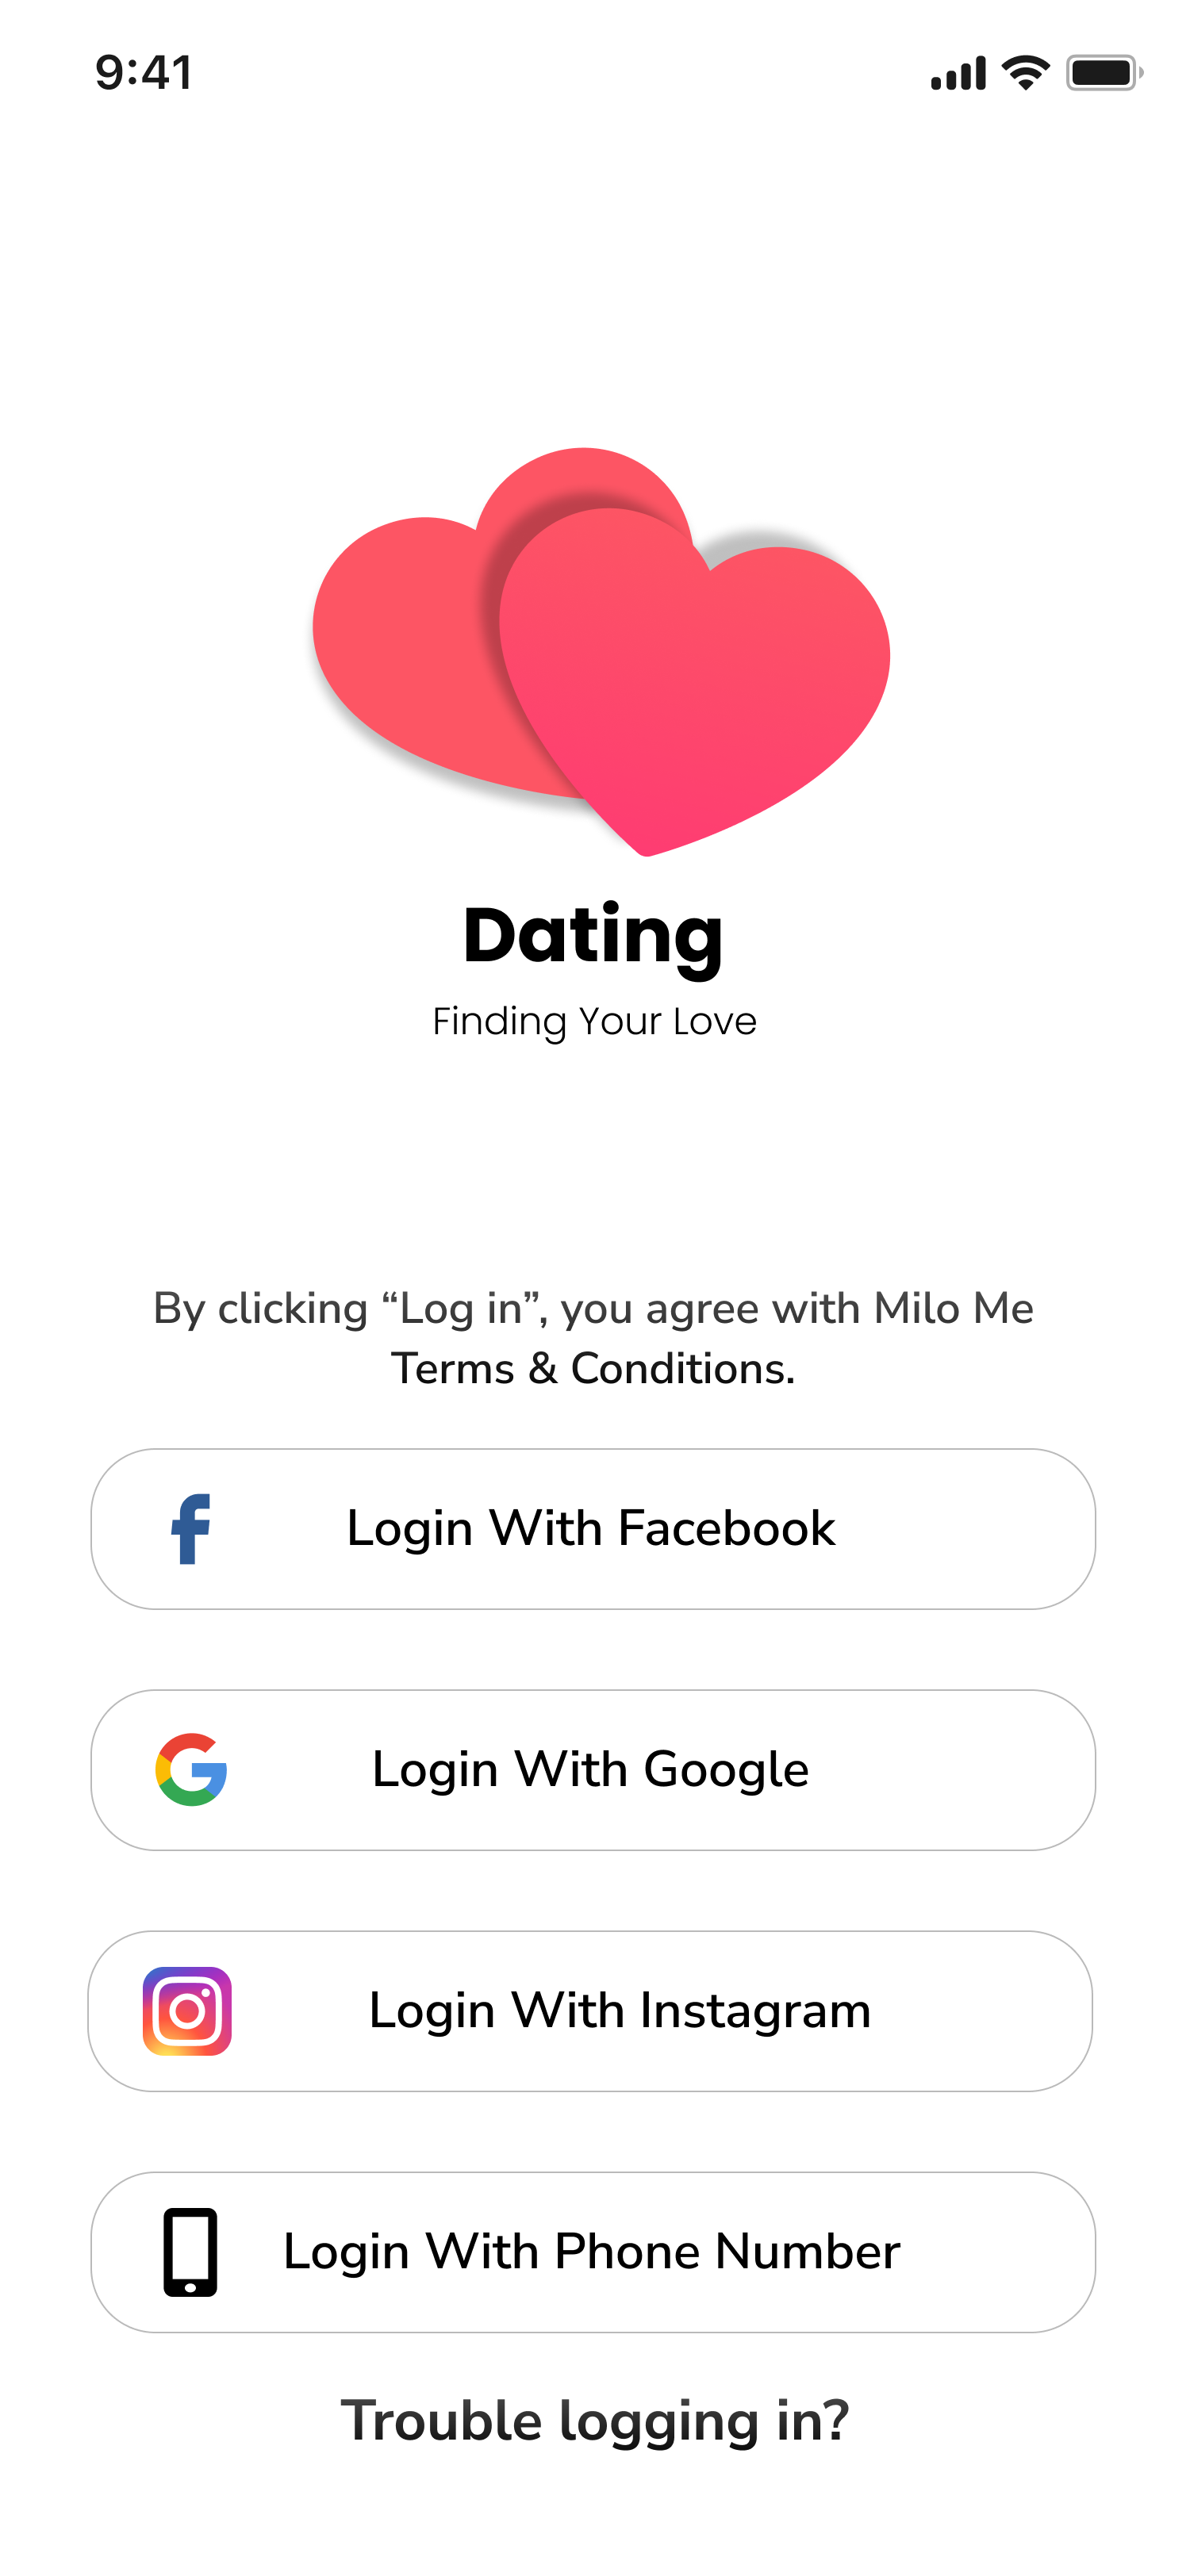 9:41
Dating
Finding Your Love
By clicking “Log in”, you agree with Milo Me
Terms & Conditions.
Login With Facebook
Login With Google
Login With Instagram
Login With Phone Number
Trouble logging in?